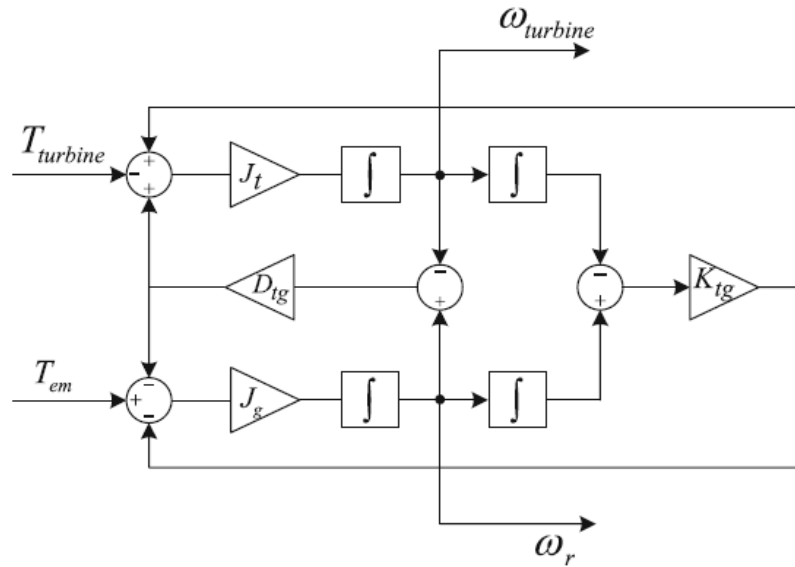 ω_turbine
T_turbine
+
-
+
J_t
∫
∫
-
-
D_tg
+
+
K_tg
-
T_em
+
-
J_g
∫
∫
ω_r